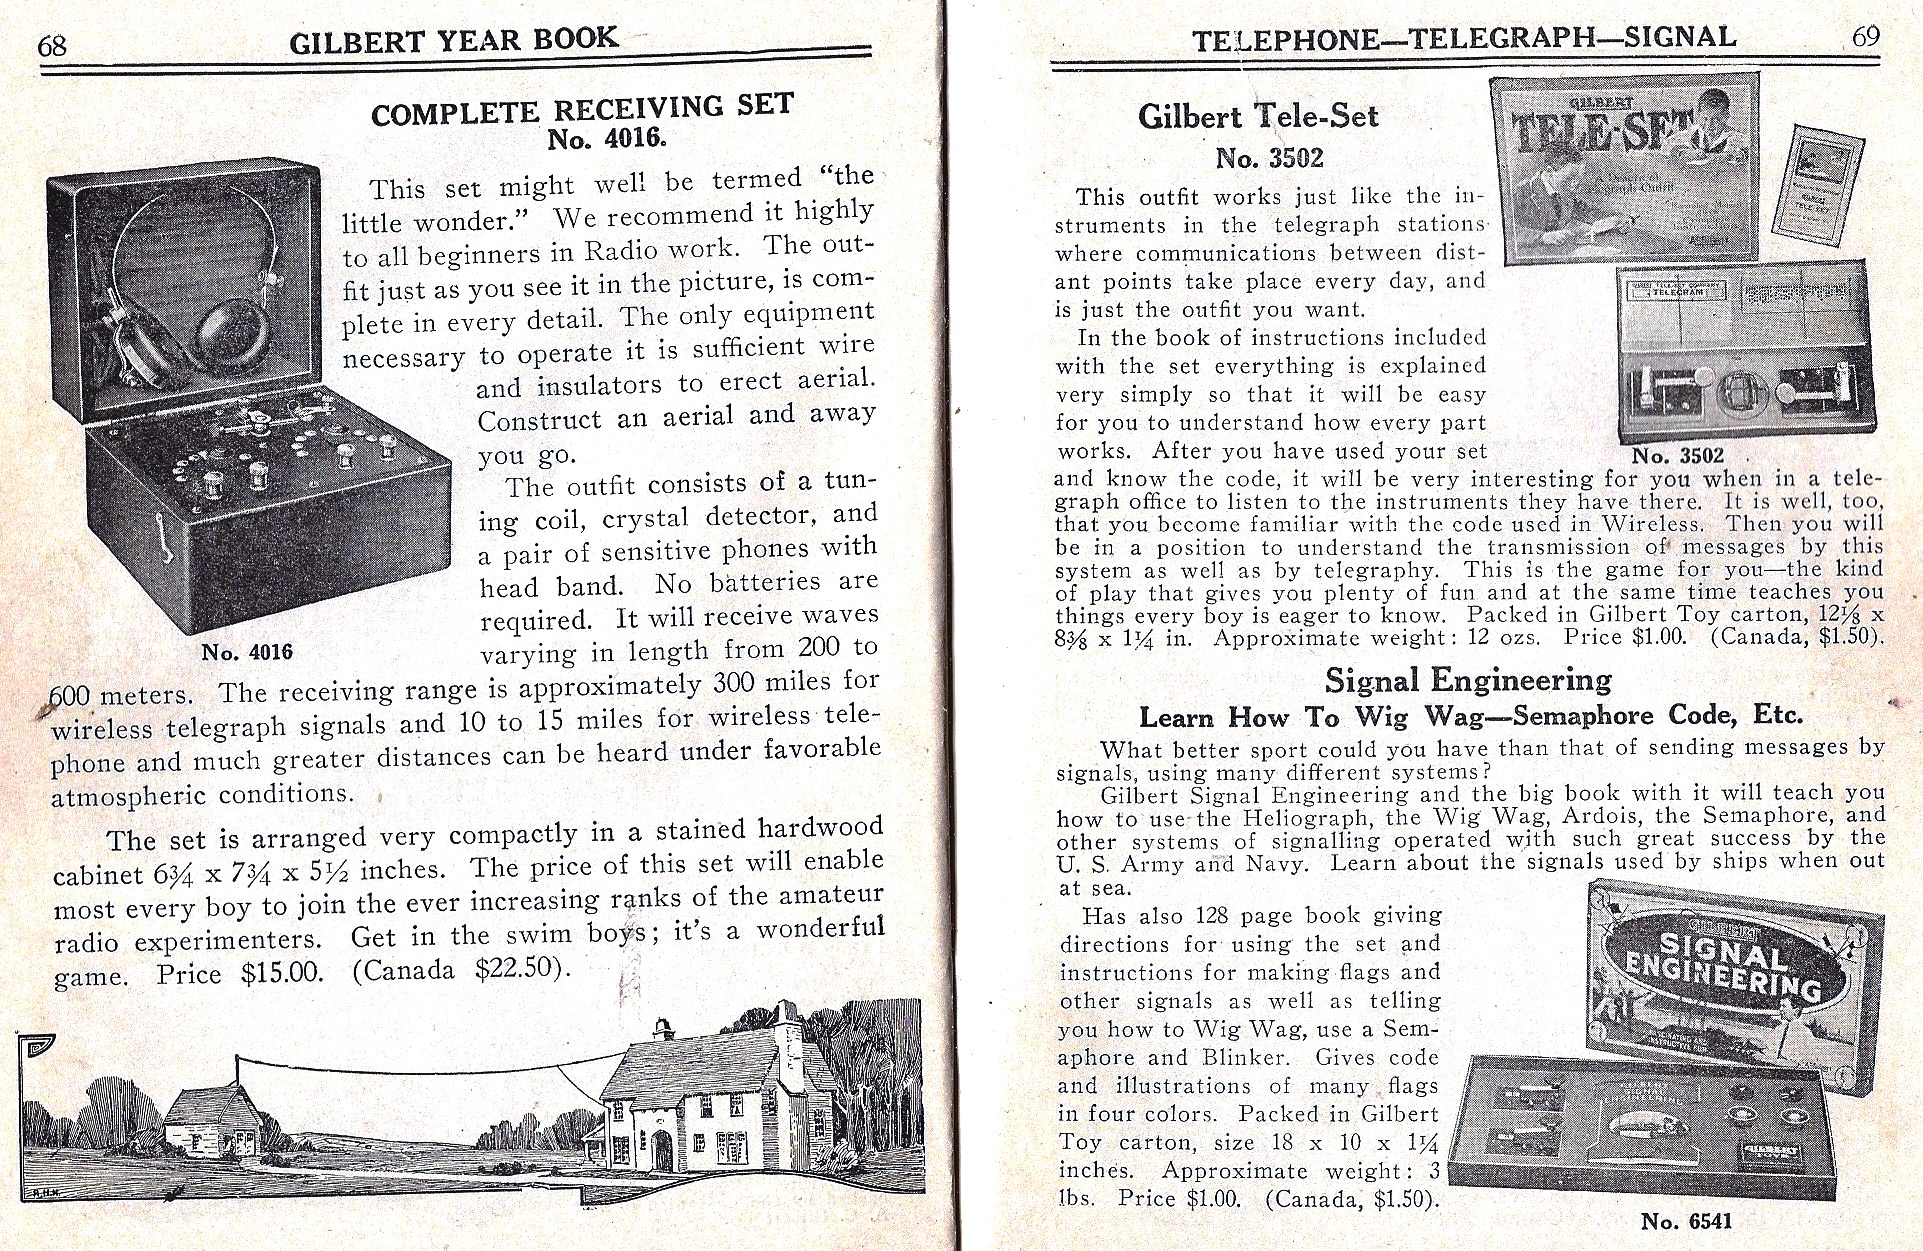 68
GILBERT YEAR BOOK
COMPLETE RECEIVING SET
No. 4016.
This set might well be termed “the
little wonder.” We recommend it highly
to all beginners in Radio work. The out-
fit just as you see it in the picture, is com-
plete in every detail. The only equipment
necessary to operate it is sufficient wire
and insulators to erect aerial.
Construct an aerial and away
you go.
The outfit consists of a tun-
ing coil, crystal detector, and
a pair of sensitive phones with
head band. No batteries are
required. It will receive waves
varying in length from 200 to
No. 4016
600 meters. The receiving range is approximately 300 miles for
wireless telegraph signals and 10 to 15 miles for wireless tele-
phone and much greater distances can be heard under favorable
atmospheric conditions.
The set is arranged very compactly in a stained hardwood
cabinet 6¾ x 7¾ x 5½ inches. The price of this set will enable
most every boy to join the ever increasing ranks of the amateur
radio experimenters. Get in the swim boys; it’s a wonderful
game. Price $15.00. (Canada $22.50).
TELEPHONE—TELEGRAPH—SIGNAL
69
Gilbert Tele-Set
No. 3502
This outfit works just like the in-
struments in the telegraph stations
where communications between dist-
ant points take place every day, and
is just the outfit you want.
In the book of instructions included
with the set everything is explained
very simply so that it will be easy
for you to understand how every part
works. After you have used your set
GILBERT
TELE-SET
TELEGRAM
No. 3502
and know the code, it will be very interesting for you when in a tele-
graph office to listen to the instruments they have there. It is well, too,
that you become familiar with the code used in Wireless. Then you will
be in a position to understand the transmission of messages by this
system as well as by telegraphy. This is the game for you—the kind
of play that gives you plenty of fun and at the same time teaches you
things every boy is eager to know. Packed in Gilbert Toy carton, 12⅛ x
8⅜ x 1¼ in. Approximate weight: 12 ozs. Price $1.00. (Canada, $1.50).
Signal Engineering
Learn How To Wig Wag—Semaphore Code, Etc.
What better sport could you have than that of sending messages by
signals, using many different systems?
Gilbert Signal Engineering and the big book with it will teach you
how to use the Heliograph, the Wig Wag, Ardois, the Semaphore, and
other systems of signalling operated with such great success by the
U. S. Army and Navy. Learn about the signals used by ships when out
at sea.
Has also 128 page book giving
directions for using the set and
instructions for making flags and
other signals as well as telling
you how to Wig Wag, use a Sem-
aphore and Blinker. Gives code
and illustrations of many flags
in four colors. Packed in Gilbert
Toy carton, size 18 x 10 x 1¼
inches. Approximate weight: 3
lbs. Price $1.00. (Canada, $1.50).
SIGNAL
ENGINEERING
GILBERT
TOYS
No. 6541